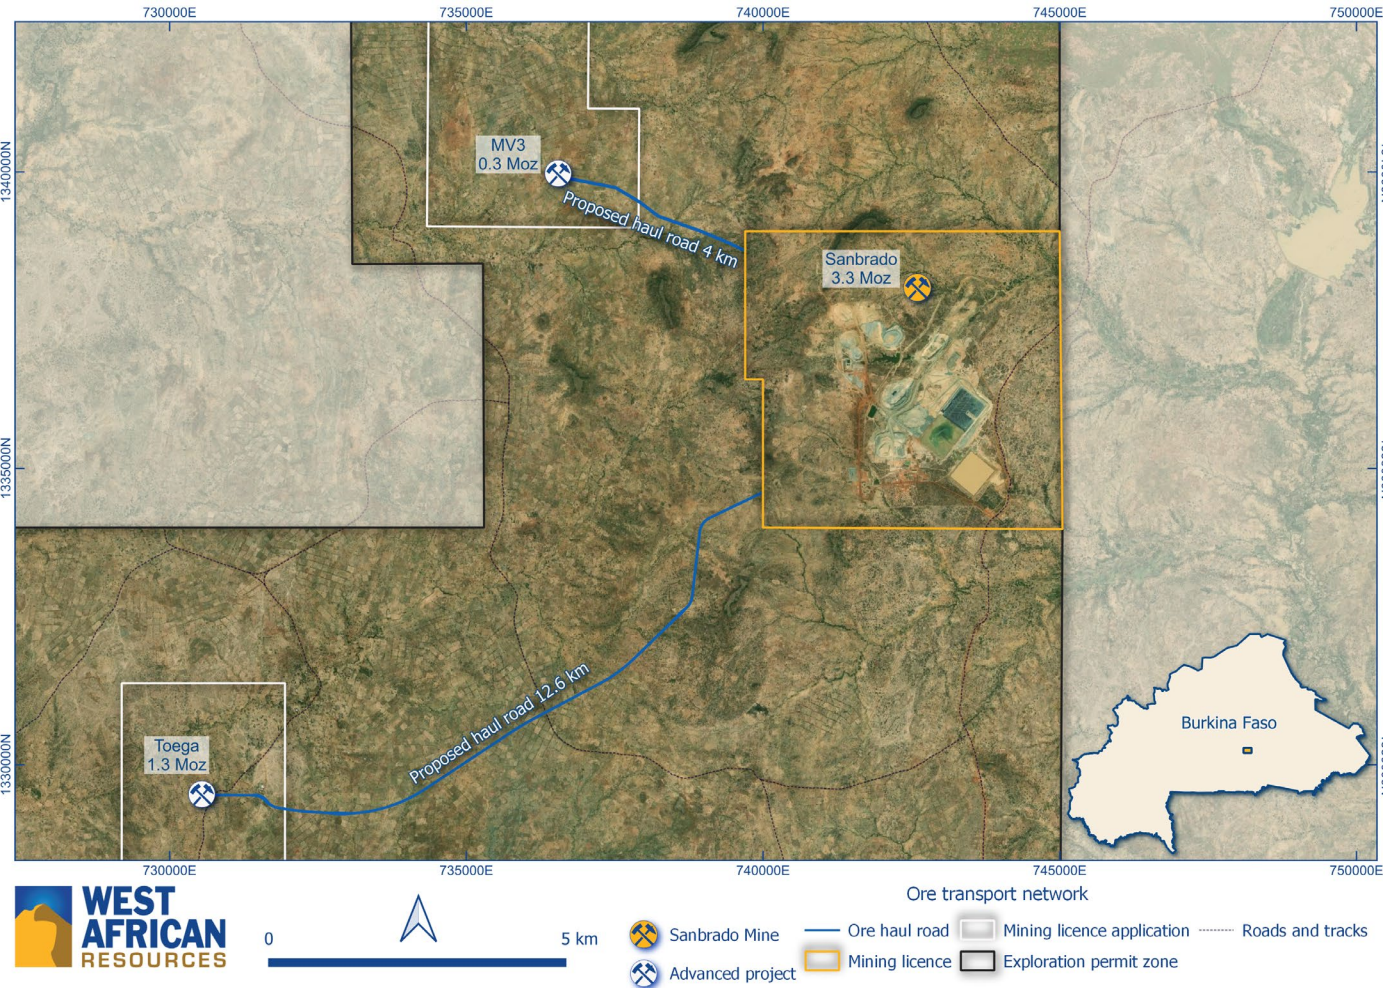 730000E
735000E
740000E
745000E
750000E
1340000N
1335000N
1330000N
MV3
0.3 Moz
Proposed haul road 4 km
Sanbrado
3.3 Moz
Proposed haul road 12.6 km
Toega
1.3 Moz
Burkina Faso
730000E
735000E
740000E
745000E
750000E
WEST
AFRICAN
RESOURCES
0
5 km
Ore transport network
Sanbrado Mine
Advanced project
Ore haul road
Mining licence
Mining licence application
Exploration permit zone
Roads and tracks